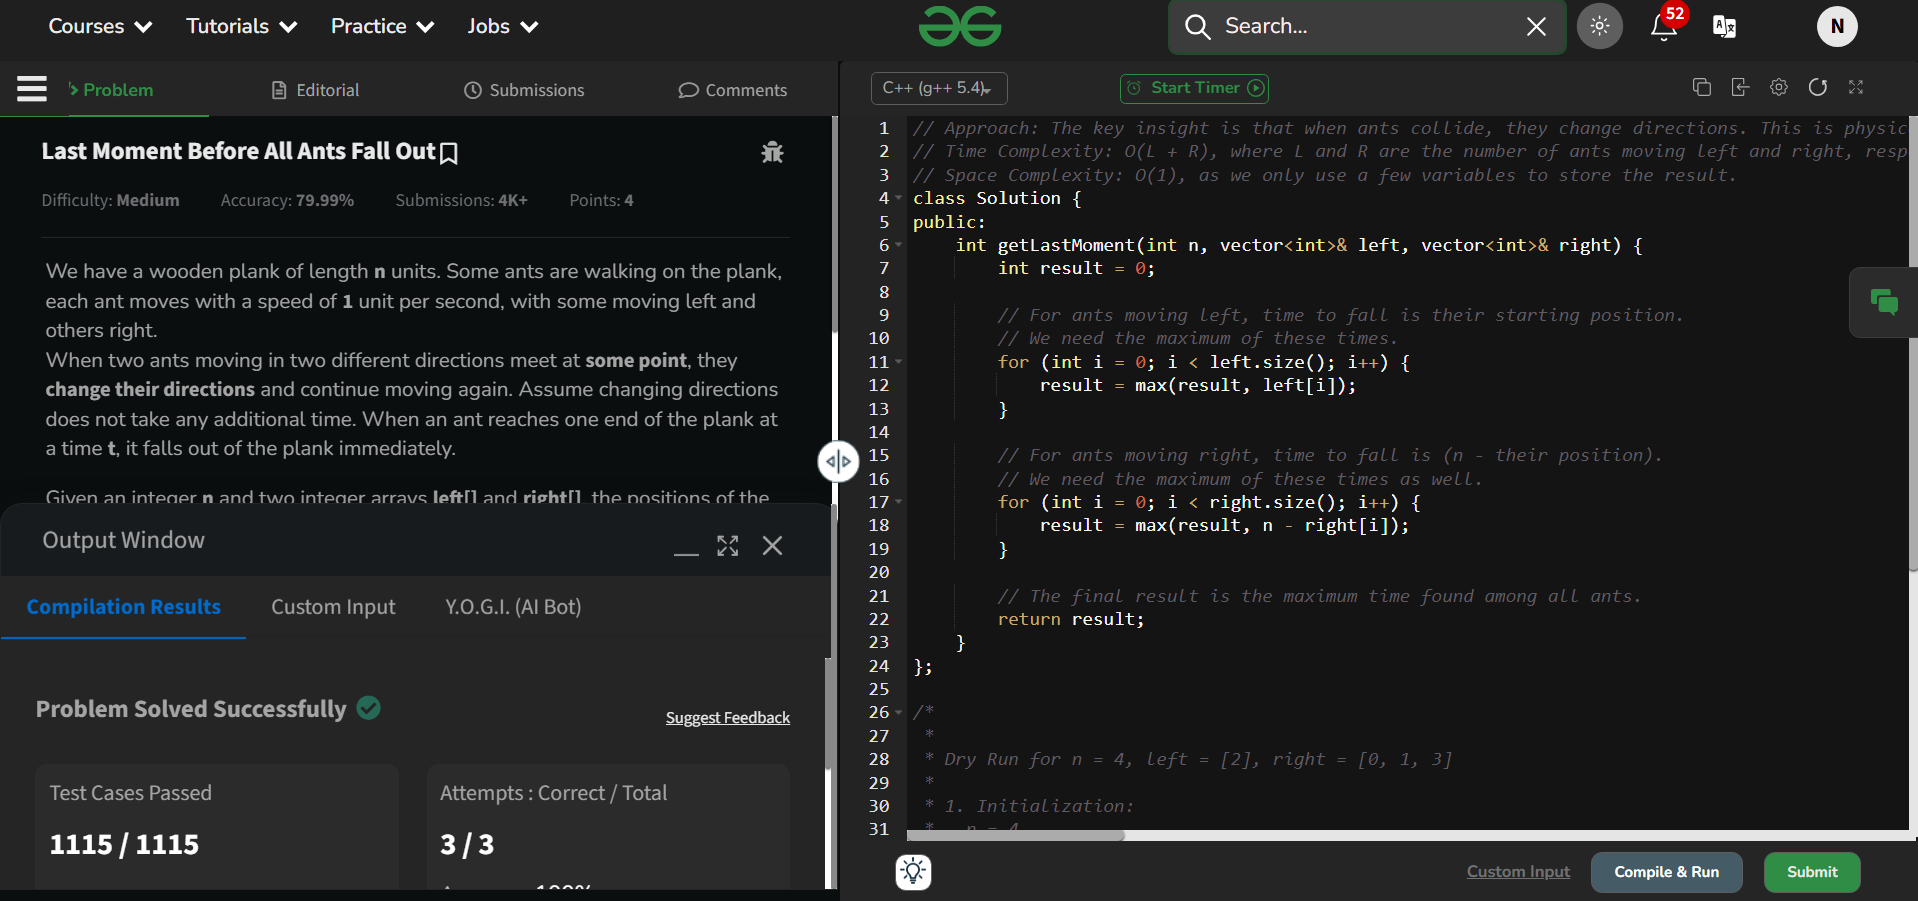 Courses Tutorials Practice Jobs
Search...
52
N
Problem Editorial Submissions Comments
C++ (g++ 5.4)
Start Timer
Last Moment Before All Ants Fall Out
Difficulty: Medium Accuracy: 79.99% Submissions: 4K+ Points: 4
We have a wooden plank of length n units. Some ants are walking on the plank,
each ant moves with a speed of 1 unit per second, with some moving left and
others right.
When two ants moving in two different directions meet at some point, they
change their directions and continue moving again. Assume changing directions
does not take any additional time. When an ant reaches one end of the plank at
a time t, it falls out of the plank immediately.
Given an integer n and two integer arrays left[] and right[], the positions of the
Output Window
Compilation Results Custom Input Y.O.G.I. (AI Bot)
Problem Solved Successfully
Suggest Feedback
Test Cases Passed
1115 / 1115
Attempts : Correct / Total
3 / 3
100%
1 // Approach: The key insight is that when ants collide, they change directions. This is physic
2 // Time Complexity: O(L + R), where L and R are the number of ants moving left and right, resp
3 // Space Complexity: O(1), as we only use a few variables to store the result.
4 class Solution {
5 public:
6 int getLastMoment(int n, vector<int>& left, vector<int>& right) {
7 int result = 0;
8
9 // For ants moving left, time to fall is their starting position.
10 // We need the maximum of these times.
11 for (int i = 0; i < left.size(); i++) {
12 result = max(result, left[i]);
13 }
14
15 // For ants moving right, time to fall is (n - their position).
16 // We need the maximum of these times as well.
17 for (int i = 0; i < right.size(); i++) {
18 result = max(result, n - right[i]);
19 }
20
21 // The final result is the maximum time found among all ants.
22 return result;
23 }
24 };
25
26 /*
27 *
28 * Dry Run for n = 4, left = [2], right = [0, 1, 3]
29 *
30 * 1. Initialization:
31 * n = 4
Custom Input Compile & Run Submit